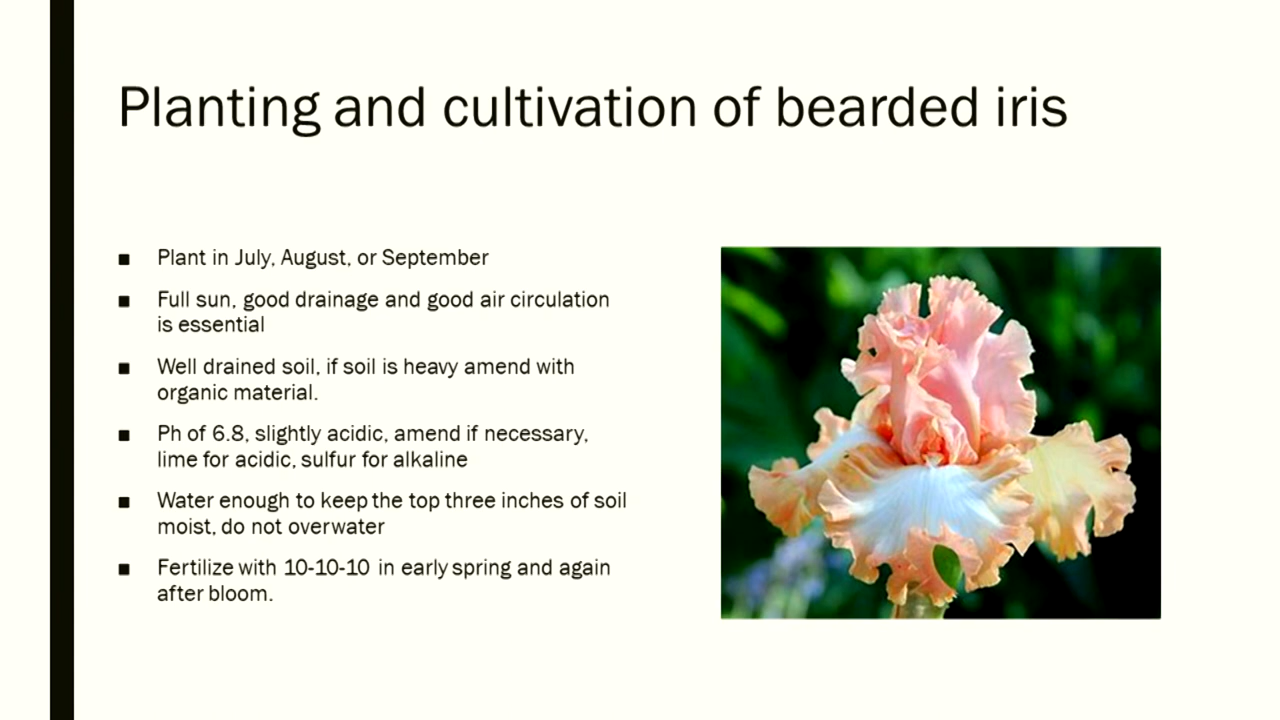 Planting and cultivation of bearded iris
■ Plant in July, August, or September
■ Full sun, good drainage and good air circulation
is essential
■ Well drained soil, if soil is heavy amend with
organic material.
■ Ph of 6.8, slightly acidic, amend if necessary,
lime for acidic, sulfur for alkaline
■ Water enough to keep the top three inches of soil
moist, do not overwater
■ Fertilize with 10-10-10 in early spring and again
after bloom.